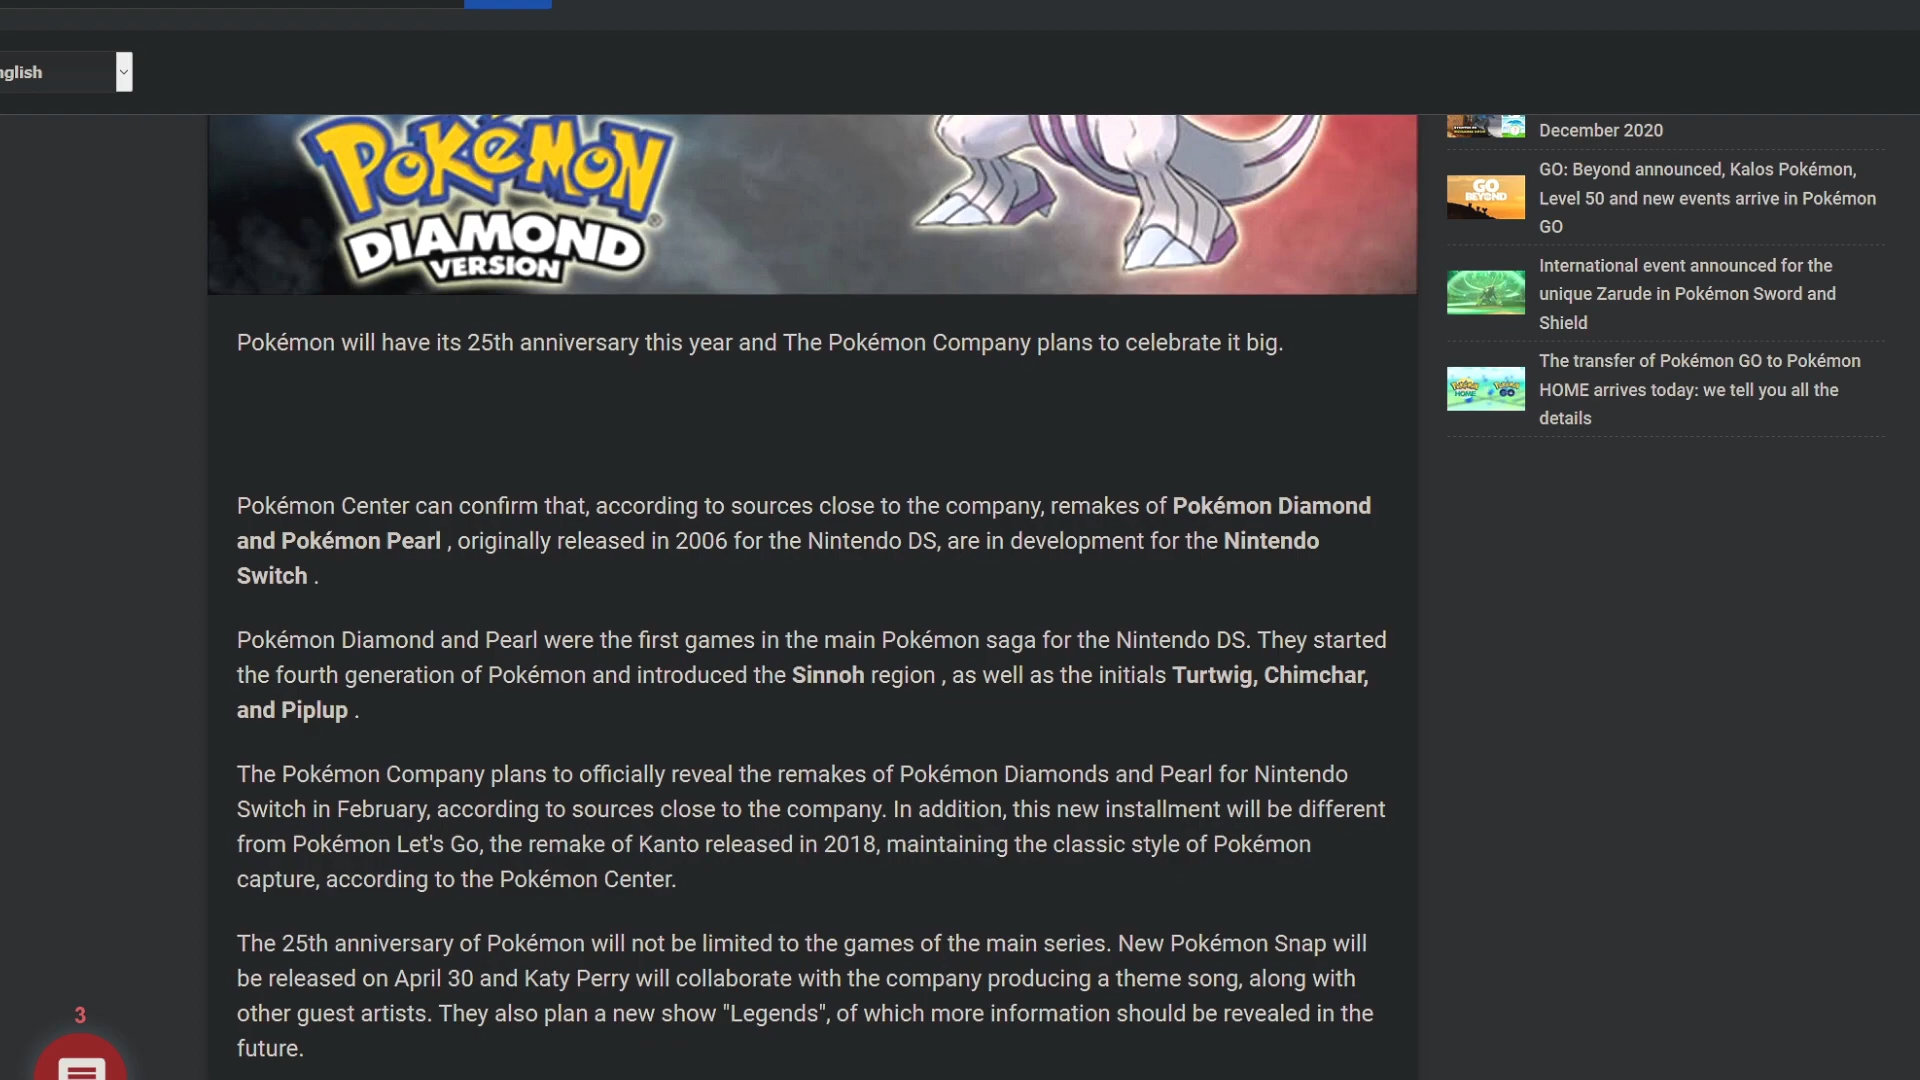 nglish
POKéMON
DIAMOND
VERSION
®
Pokémon will have its 25th anniversary this year and The Pokémon Company plans to celebrate it big.
Pokémon Center can confirm that, according to sources close to the company, remakes of Pokémon Diamond
and Pokémon Pearl , originally released in 2006 for the Nintendo DS, are in development for the Nintendo
Switch .
Pokémon Diamond and Pearl were the first games in the main Pokémon saga for the Nintendo DS. They started
the fourth generation of Pokémon and introduced the Sinnoh region , as well as the initials Turtwig, Chimchar,
and Piplup .
The Pokémon Company plans to officially reveal the remakes of Pokémon Diamonds and Pearl for Nintendo
Switch in February, according to sources close to the company. In addition, this new installment will be different
from Pokémon Let's Go, the remake of Kanto released in 2018, maintaining the classic style of Pokémon
capture, according to the Pokémon Center.
The 25th anniversary of Pokémon will not be limited to the games of the main series. New Pokémon Snap will
be released on April 30 and Katy Perry will collaborate with the company producing a theme song, along with
other guest artists. They also plan a new show "Legends", of which more information should be revealed in the
future.
3
December 2020
GO BEYOND
GO: Beyond announced, Kalos Pokémon,
Level 50 and new events arrive in Pokémon
GO
International event announced for the
unique Zarude in Pokémon Sword and
Shield
Pokémon HOME
Pokémon GO
The transfer of Pokémon GO to Pokémon
HOME arrives today: we tell you all the
details